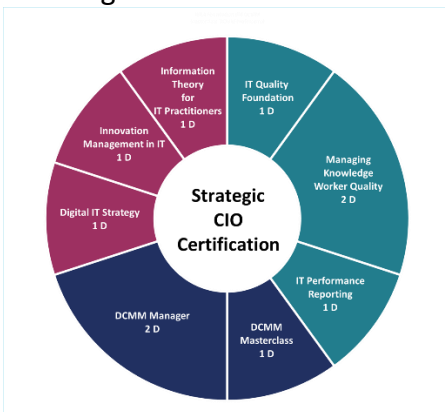 Strategic
CIO
Certification
IT Quality
Foundation
1 D
Managing
Knowledge
Worker Quality
2 D
IT Performance
Reporting
1 D
DCMM
Masterclass
1 D
DCMM Manager
2 D
Digital IT Strategy
1 D
Innovation
Management in IT
1 D
Information
Theory
for
IT Practitioners
1 D